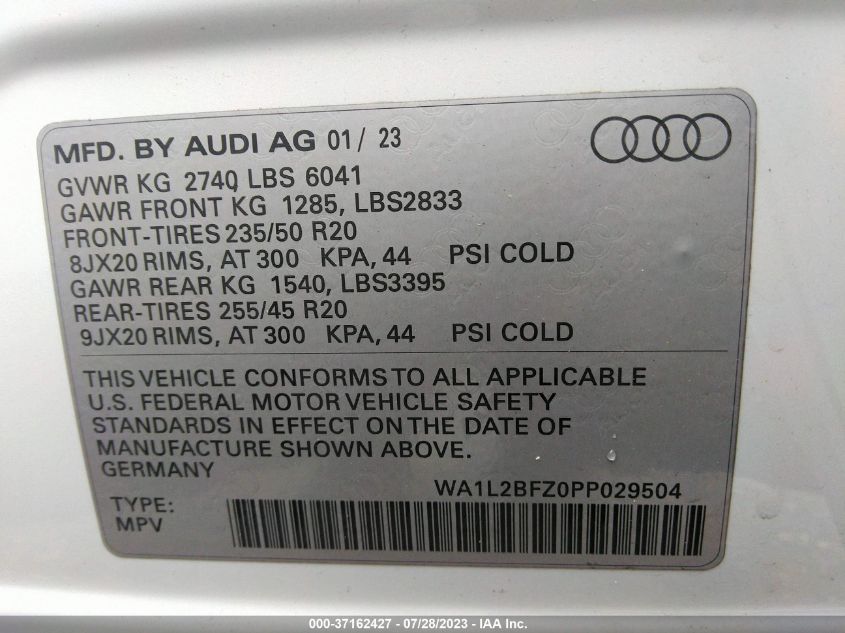 MFD. BY AUDI AG 01/ 23
GVWR KG 2740 LBS 6041
GAWR FRONT KG 1285, LBS2833
FRONT-TIRES 235/50 R20
8JX20 RIMS, AT 300 KPA, 44 PSI COLD
GAWR REAR KG 1540, LBS3395
REAR-TIRES 255/45 R20
9JX20 RIMS, AT 300 KPA, 44 PSI COLD
THIS VEHICLE CONFORMS TO ALL APPLICABLE
U.S. FEDERAL MOTOR VEHICLE SAFETY
STANDARDS IN EFFECT ON THE DATE OF
MANUFACTURE SHOWN ABOVE.
GERMANY
WA1L2BFZ0PP029504
TYPE:
MPV
000-37162427 - 07/28/2023 - © IAA Inc.